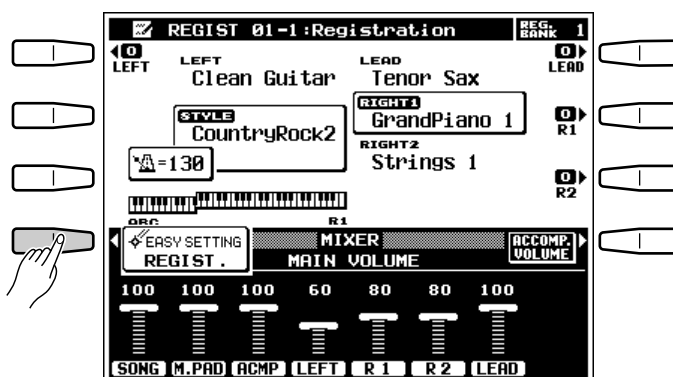 REGIST 01-1:Registration
REG. BANK 1
0
LEFT
LEFT
Clean Guitar
LEAD
Tenor Sax
0
LEAD
STYLE
CountryRock2
RIGHT1
GrandPiano 1
0
R1
=130
RIGHT2
Strings 1
0
R2
ABC
R1
EASY SETTING
REGIST.
MIXER
MAIN VOLUME
ACCOMP.
VOLUME
100 100 100 60 80 80 100
SONG M.PAD ACMP LEFT R 1 R 2 LEAD